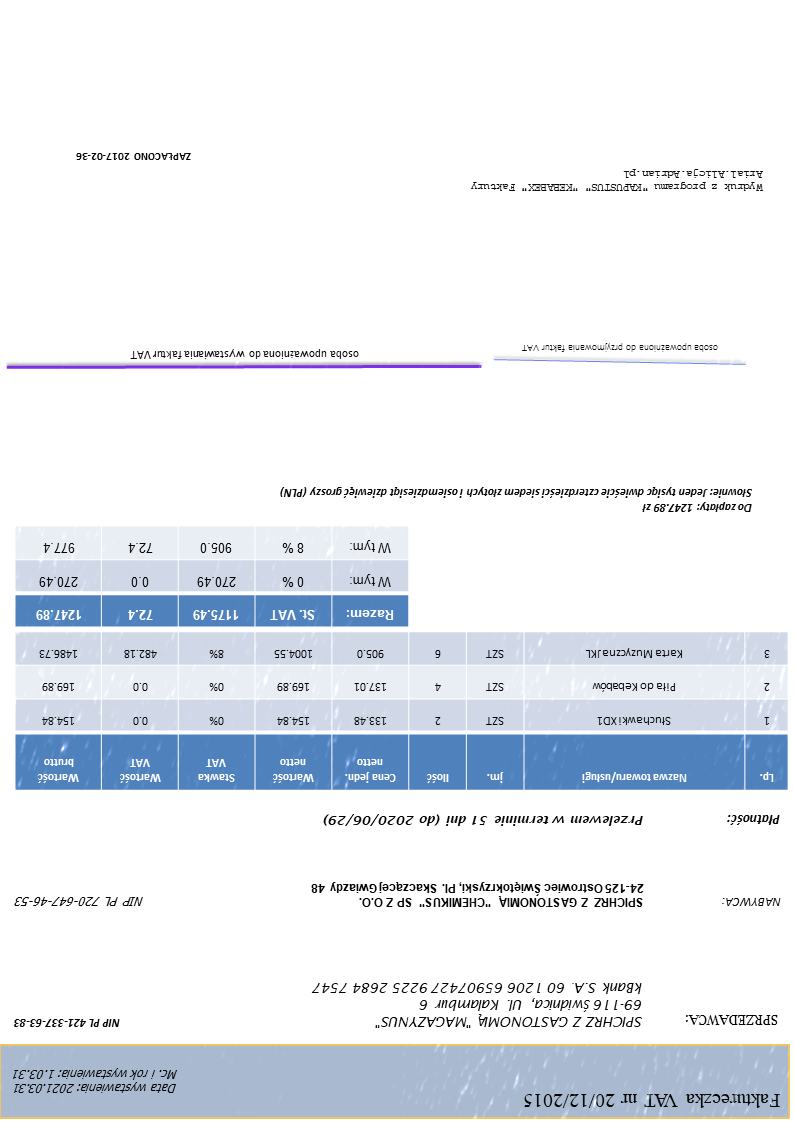 Faktureczka VAT nr 20/12/2015
Data wystawienia: 2021.03.31
Mc. i rok wystawienia: 1.03.31
SPRZEDAWCA:
SPICHRZ Z GASTONOMIĄ "MAGAZYNUS"
69-116 Świdnica, Ul. Kalambur 6
kBank S.A. 60 1206 65907427 9225 2684 7547
NIP PL 421-337-63-83
NABYWCA:
SPICHRZ Z GASTONOMIĄ "CHEMIKUS" SP Z O.O.
24-125 Ostrowiec Świętokrzyski, Pl. Skaczącej Gwiazdy 48
NIP PL 720-647-46-53
Płatność:
Przelewem w terminie 51 dni (do 2020/06/29)
Lp. Nazwa towaru/usługi jm. Ilość Cena jedn. netto Wartość netto Stawka VAT Wartość VAT Wartość brutto
1 Słuchawki XD1 SZT 2 133.48 154.84 0% 0.0 154.84
2 Pita do Kebabów SZT 4 137.01 169.89 0% 0.0 169.89
3 Karta Muzyczna JKL SZT 6 905.0 1004.55 8% 482.18 1486.73
Razem: St. VAT 1175.49 72.4 1247.89
W tym: 0 % 270.49 0.0 270.49
W tym: 8 % 905.0 72.4 977.4
Do zapłaty: 1247.89 zł
Słownie: Jeden tysiąc dwieście czterdzieści siedem złotych i osiemdziesiąt dziewięć groszy (PLN)
osoba upoważniona do przyjmowania faktur VAT
osoba upoważniona do wystawiania faktur VAT
Wydruk z programu "KAPUSTUS" "KEBABEX" Faktury
Arial.Alicja.Adrian.pl
ZAPŁACONO 2017-02-36